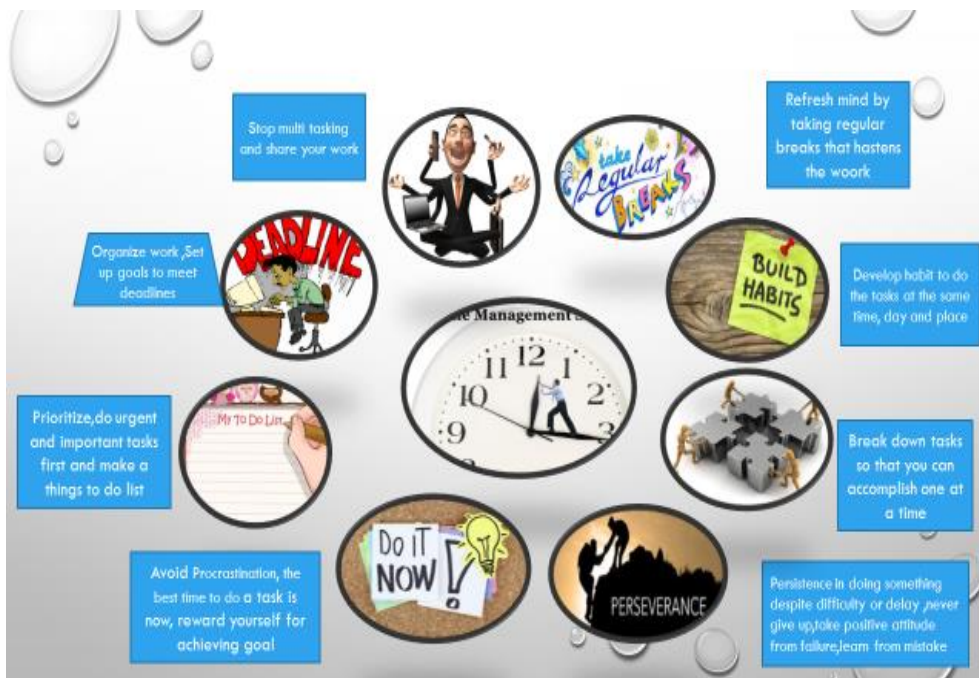 Stop multi tasking
and share your work
take
Regular
BREAKS
Refresh mind by
taking regular
breaks that hastens
the woork
DEADLINE
Organize work ,Set
up goals to meet
deadlines
BUILD
HABITS
Develop habit to do
the tasks at the same
time, day and place
Management
12
11
1
10
2
9
3
Prioritize,do urgent
and important tasks
first and make a
things to do list
MY TO DO LIST
Break down tasks
so that you can
accomplish one at
a time
Avoid Procrastination, the
best time to do a task is
now, reward yourself for
achieving goal
DO IT
NOW!
PERSEVERANCE
Persistence in doing something
despite difficulty or delay ,never
give up,take positive attitude
from failure,learn from mistake